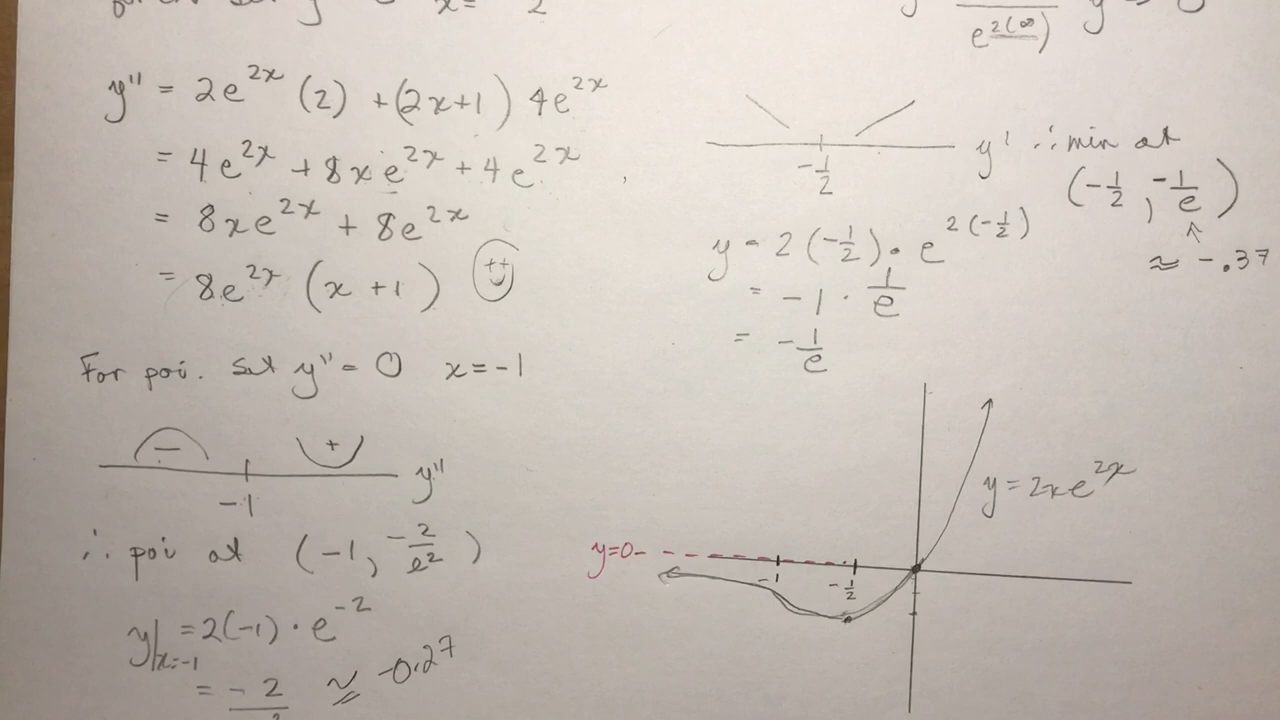 y'' = 2e^{2x} (2) + (2x+1) 4e^{2x}
= 4e^{2x} + 8xe^{2x} + 4e^{2x}
= 8xe^{2x} + 8e^{2x}
= 8e^{2x} (x+1)
For poi. Set y'' = 0 x = -1
- +
-1 y''
∴ poi at (-1, -2/e^2)
y|_{x=-1} = 2(-1) · e^{-2}
= -2 ≈ -0.27
e^{2(∞)}
-1/2 y' ∴ min at
(-1/2, -1/e)
≈ -.37
y = 2(-1/2) · e^{2(-1/2)}
= -1 · 1/e
= -1/e
y = 2xe^{2x}
y=0
-1 -1/2